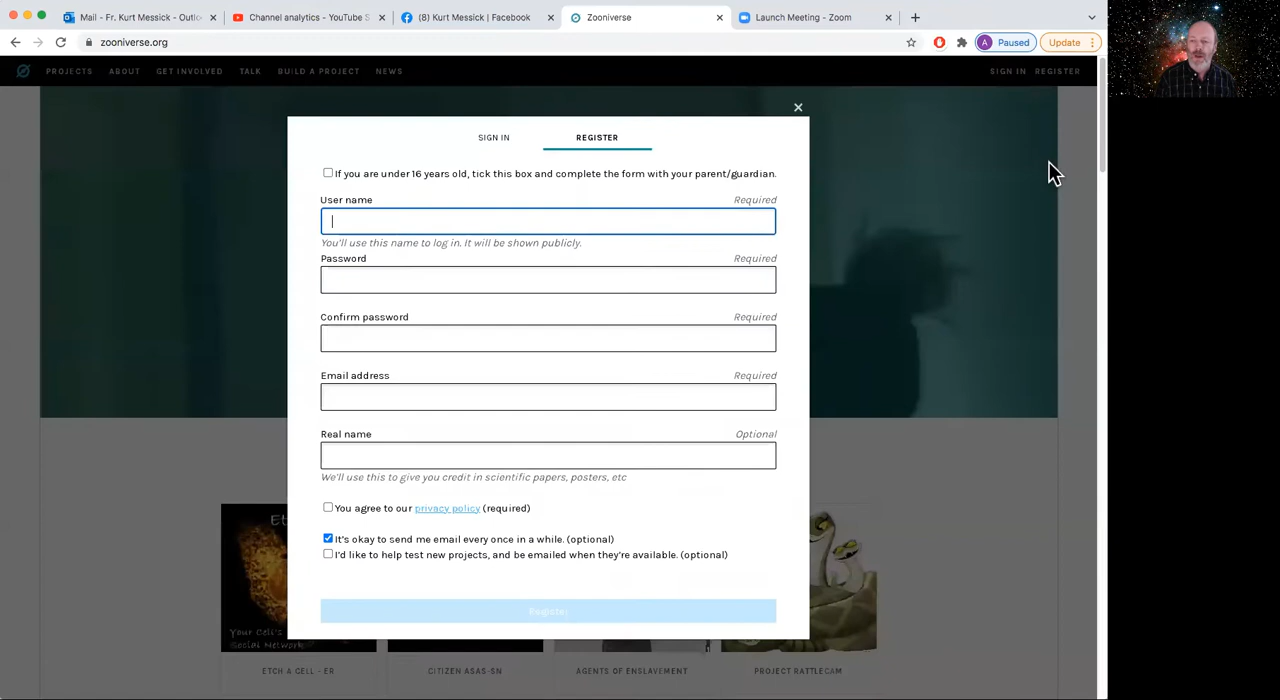 Mail - Fr. Kurt Messick - Outlo
Channel analytics - YouTube S
(8) Kurt Messick | Facebook
Zooniverse
Launch Meeting - Zoom
zooniverse.org
A Paused
Update
PROJECTS ABOUT GET INVOLVED TALK BUILD A PROJECT NEWS
SIGN IN REGISTER
SIGN IN REGISTER
If you are under 16 years old, tick this box and complete the form with your parent/guardian.
User name Required
You'll use this name to log in. It will be shown publicly.
Password Required
Confirm password Required
Email address Required
Real name Optional
We'll use this to give you credit in scientific papers, posters, etc
You agree to our privacy policy (required)
It's okay to send me email every once in a while. (optional)
I'd like to help test new projects, and be emailed when they're available. (optional)
Register
Your Cell's
Social Network
ETCH A CELL - ER
CITIZEN ASAS-SN
AGENTS OF ENSLAVEMENT
PROJECT RATTLECAM